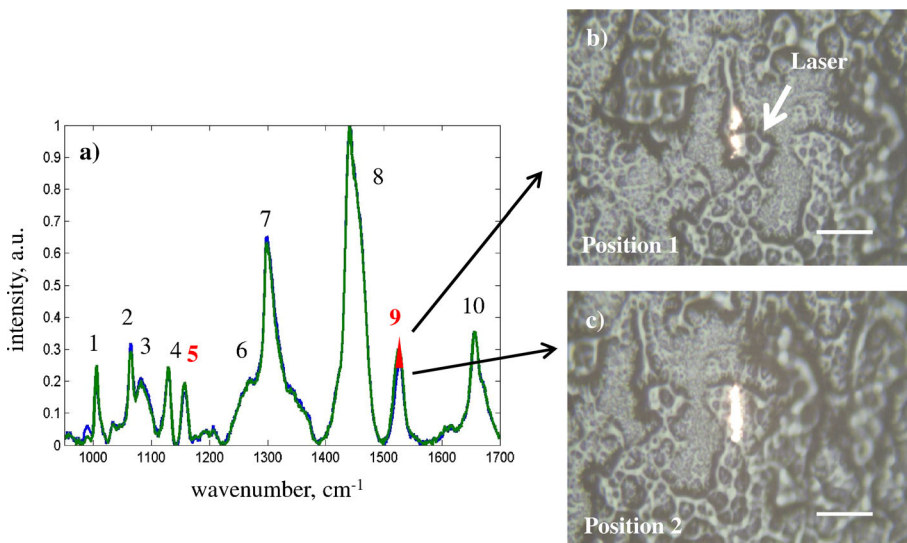 a)
1
0.9
0.8
0.7
0.6
0.5
0.4
0.3
0.2
0.1
0
intensity, a.u.
1
2
3
4
5
6
7
8
9
10
1000 1100 1200 1300 1400 1500 1600 1700
wavenumber, cm⁻¹
b)
Laser
Position 1
c)
Position 2